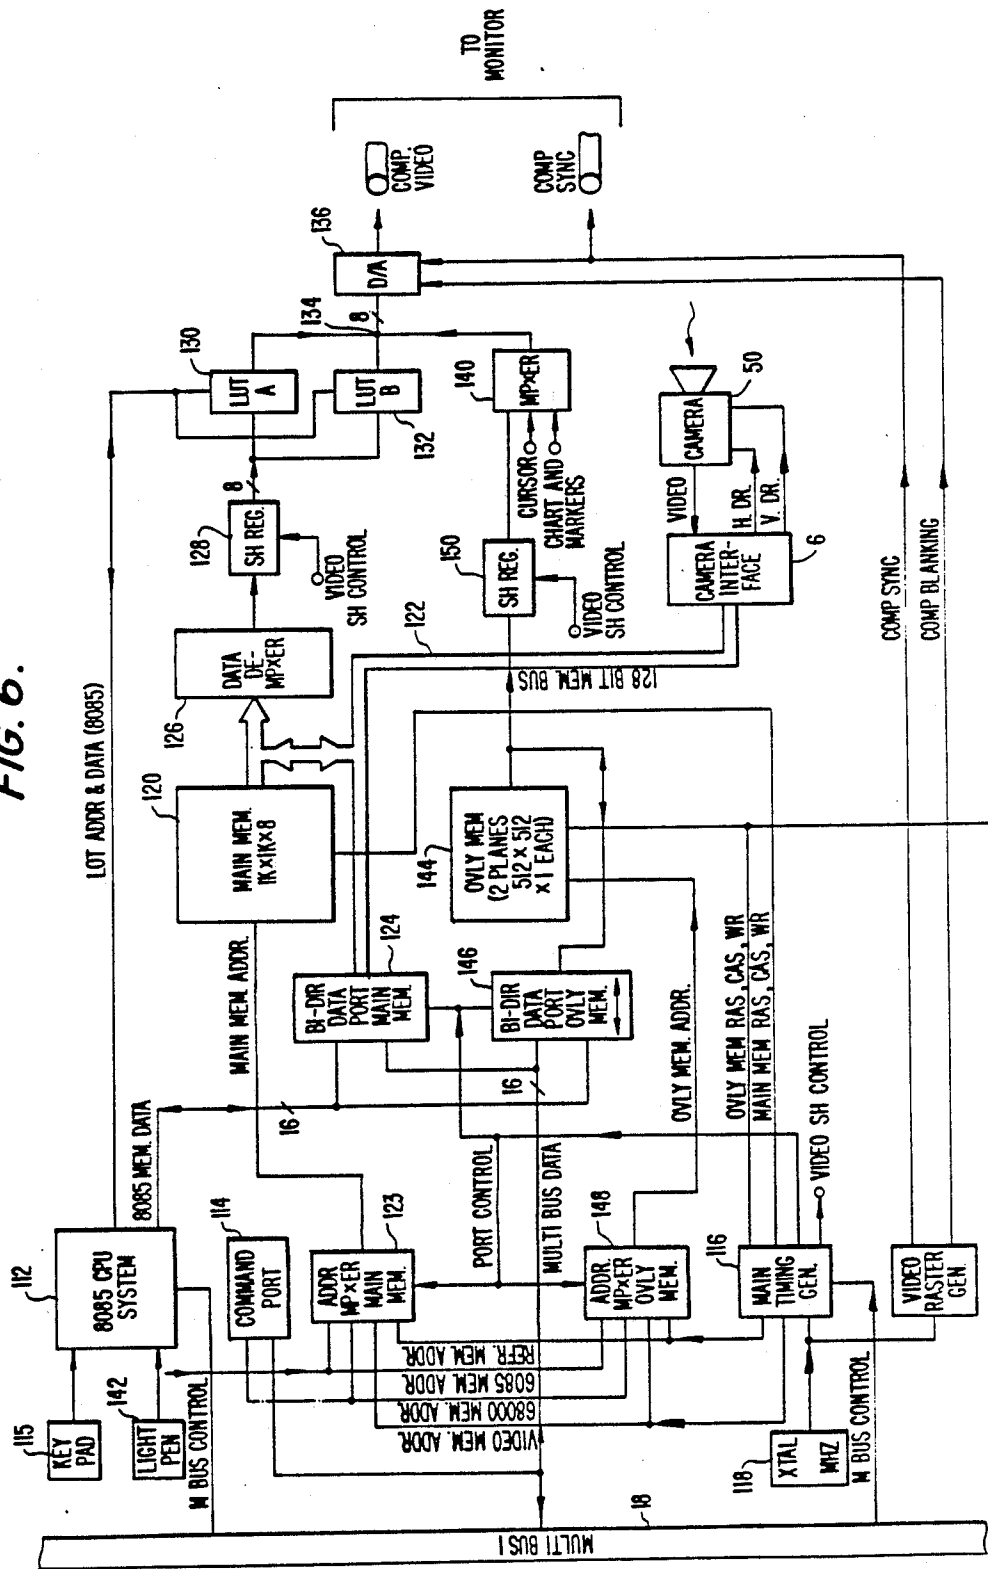 FIG. 6.
TO
MONITOR
COMP.
VIDEO
COMP
SYNC
136
D/A
8
134
130
LUT
A
LUT
B
132
140
MPXER
CURSOR
CHART AND
MARKERS
50
CAMERA
VIDEO
H. DR.
V. DR.
CAMERA
INTER-
FACE
6
COMP SYNC
COMP BLANKING
8
128
SH REG.
VIDEO
SH CONTROL
150
SH REG.
VIDEO
SH CONTROL
122
128 BIT MEM. BUS
DATA
DE-
MPXER
126
LOT ADDR & DATA (8085)
120
MAIN MEM.
1K X 1K X 8
144
OVLY MEM
(2 PLANES
512 X 512
X 1 EACH)
MAIN MEM ADDR.
124
BI-DIR
DATA
PORT
MAIN
MEM.
146
BI-DIR
DATA
PORT
OVLY
MEM.
OVLY MEM. ADDR.
OVLY MEM RAS, CAS, WR
MAIN MEM RAS, CAS, WR
VIDEO SH CONTROL
8085 MEM. DATA
16
16
PORT CONTROL
MULTI BUS DATA
112
8085 CPU
SYSTEM
114
COMMAND
PORT
123
ADDR
MPXER
MAIN
MEM.
148
ADDR
MPXER
OVLY
MEM.
116
MAIN
TIMING
GEN.
VIDEO
RASTER
GEN.
REFR. MEM. ADDR.
6085 MEM. ADDR
68000 MEM. ADDR.
VIDEO MEM. ADDR.
115
KEY
PAD
142
LIGHT
PEN
M BUS CONTROL
118
XTAL
MHZ
M BUS CONTROL
18
MULTI BUS I